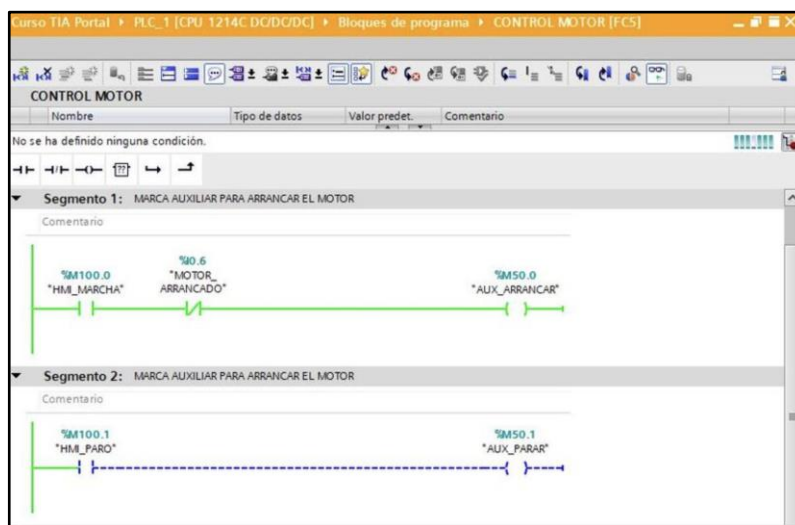 Curso TIA Portal ▸ PLC_1 [CPU 1214C DC/DC/DC] ▸ Bloques de programa ▸ CONTROL MOTOR [FC5]
CONTROL MOTOR
Nombre Tipo de datos Valor predet. Comentario
No se ha definido ninguna condición.
Segmento 1: MARCA AUXILIAR PARA ARRANCAR EL MOTOR
Comentario
%I0.6
%M100.0 "MOTOR_ %M50.0
"HMI_MARCHA" ARRANCADO" "AUX_ARRANCAR"
Segmento 2: MARCA AUXILIAR PARA ARRANCAR EL MOTOR
Comentario
%M100.1 %M50.1
"HMI_PARO" "AUX_PARAR"